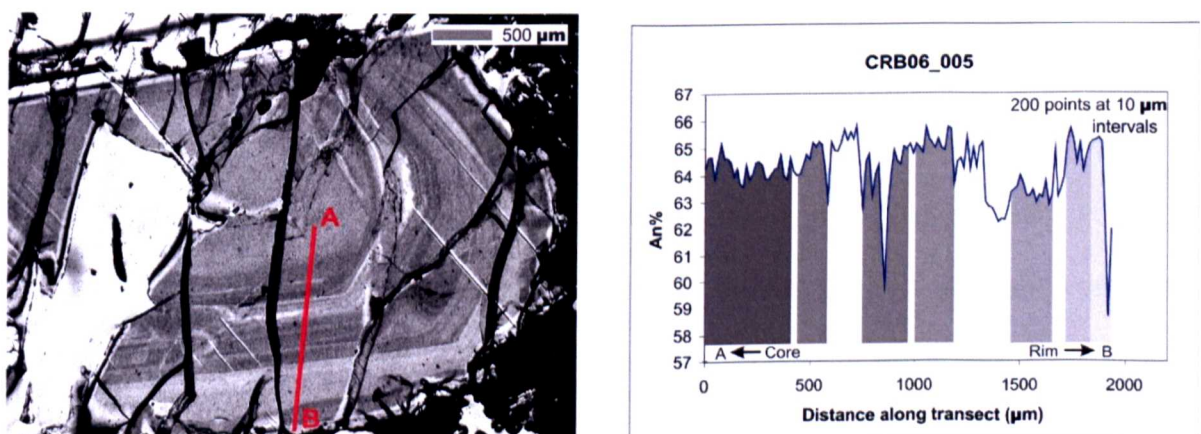 500 µm
A
B
CRB06_005
200 points at 10 µm
intervals
An%
67
66
65
64
63
62
61
60
59
58
57
A ← Core
Rim → B
0
500
1000
1500
2000
Distance along transect (µm)